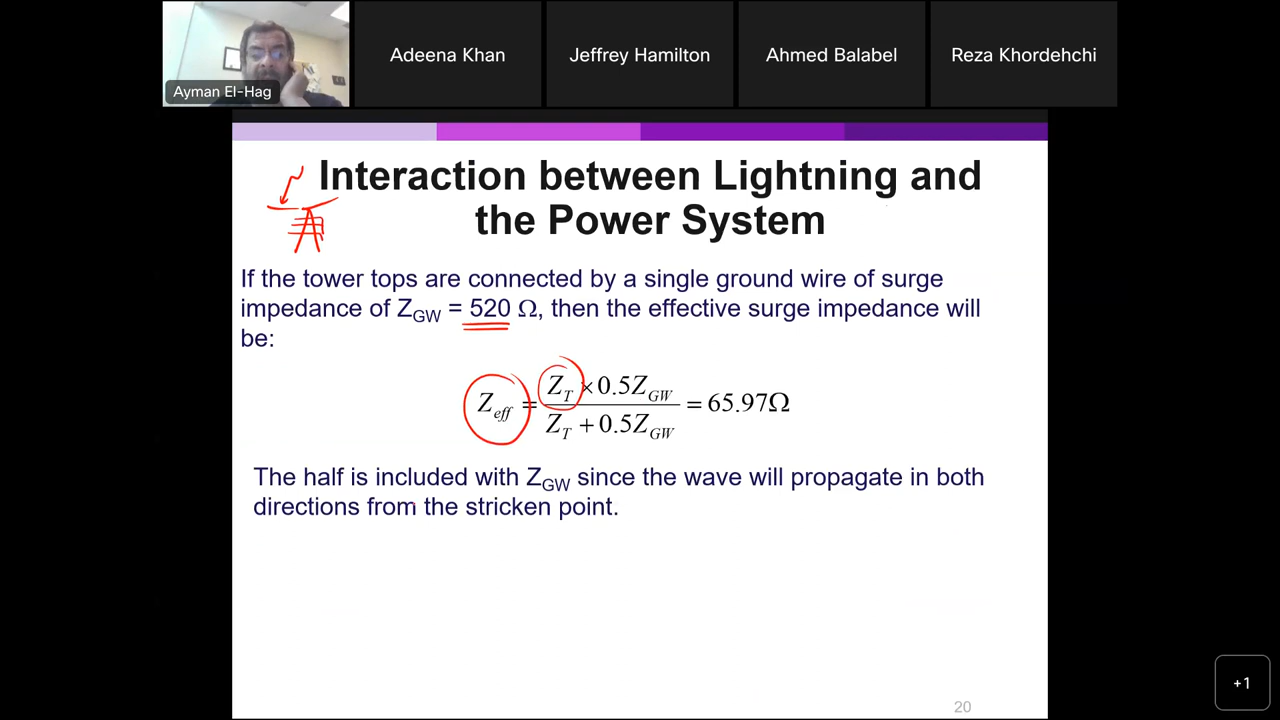 Adeena Khan
Jeffrey Hamilton
Ahmed Balabel
Reza Khordehchi
Ayman El-Hag
Interaction between Lightning and
the Power System
If the tower tops are connected by a single ground wire of surge
impedance of Z_GW = 520 Ω, then the effective surge impedance will
be:
Z_eff = (Z_T × 0.5Z_GW) / (Z_T + 0.5Z_GW) = 65.97Ω
The half is included with Z_GW since the wave will propagate in both
directions from the stricken point.
20
+1